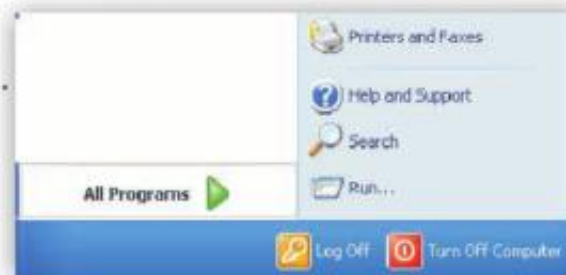 Printers and Faxes
Help and Support
Search
All Programs
Run...
Log Off
Turn Off Computer